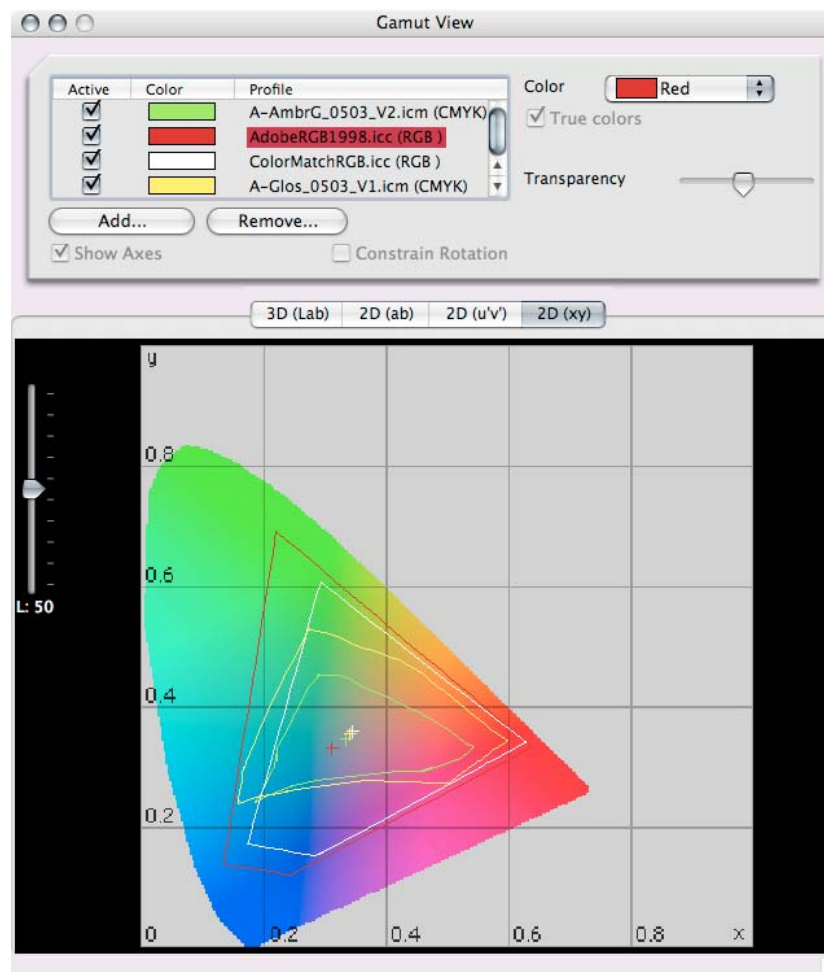 Gamut View
Active Color Profile
A-AmbrG_0503_V2.icm (CMYK)
AdobeRGB1998.icc (RGB )
ColorMatchRGB.icc (RGB )
A-Glos_0503_V1.icm (CMYK)
Color Red
True colors
Transparency
Add... Remove...
Show Axes Constrain Rotation
3D (Lab) 2D (ab) 2D (u'v') 2D (xy)
y
0.8
0.6
L: 50
0.4
0.2
0 0.2 0.4 0.6 0.8 x